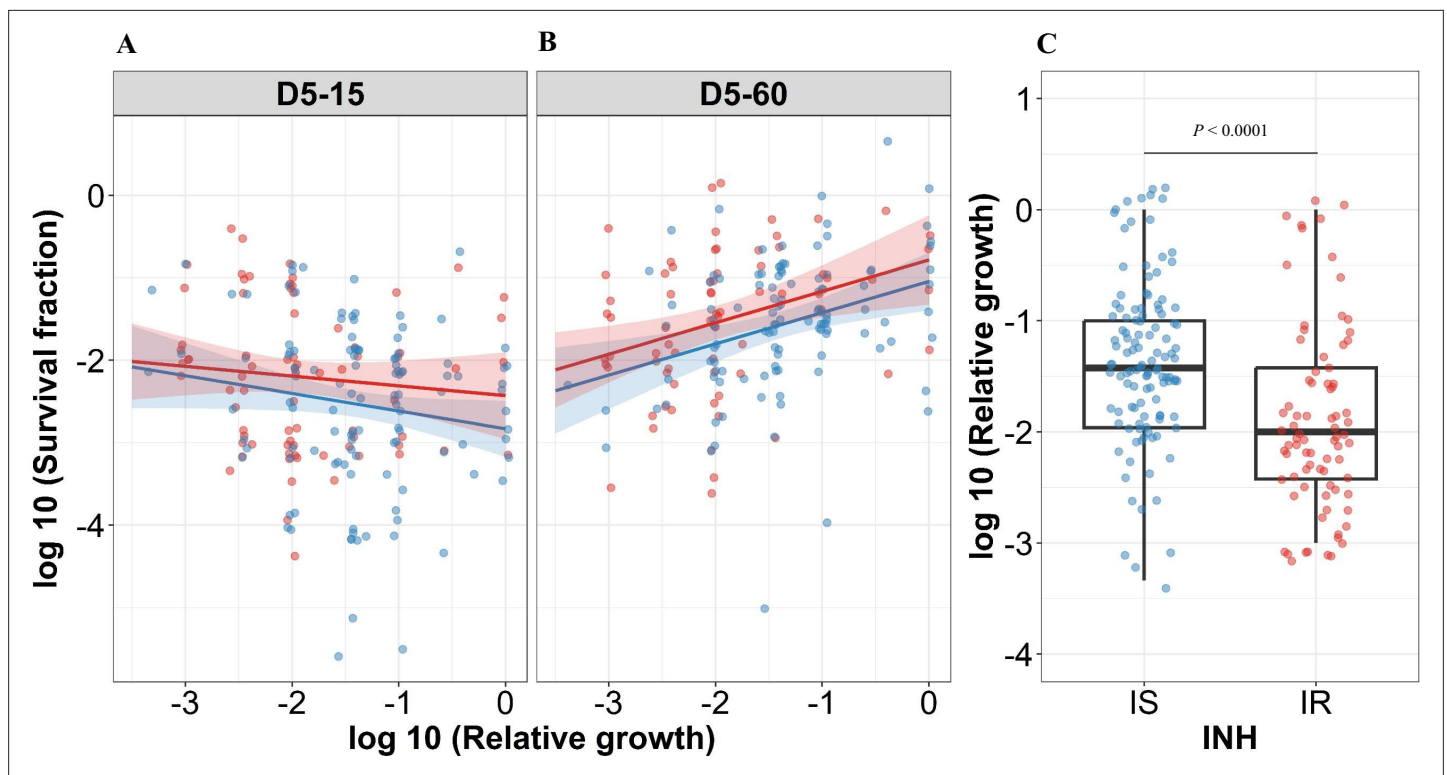 A
B
C
D5-15
D5-60
log 10 (Survival fraction)
0
-2
-4
-3
-2
-1
0
-3
-2
-1
0
log 10 (Relative growth)
log 10 (Relative growth)
1
0
-1
-2
-3
-4
P < 0.0001
IS
IR
INH